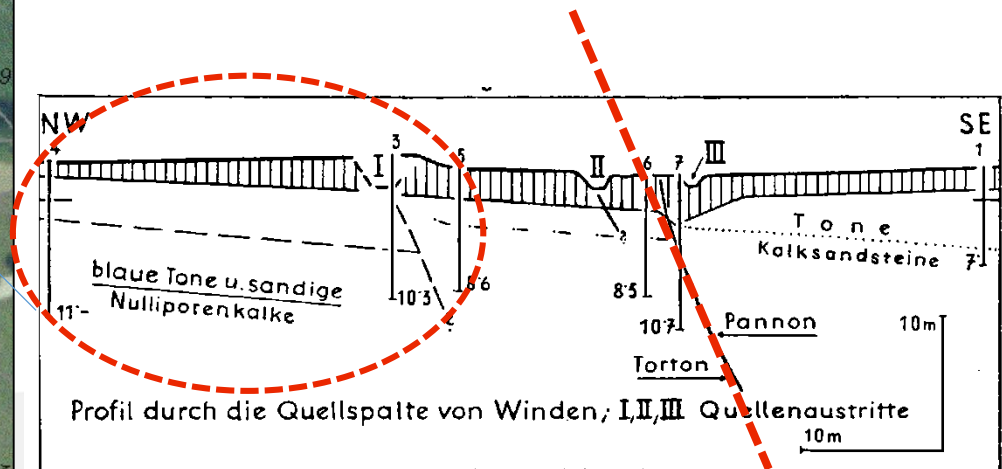 9
NW
SE
4
I
3
5
II
6
7
III
1
Tone
Kalksandsteine
?
7·-
blaue Tone u. sandige
Nulliporenkalke
11·-
10·3
?
8·6
8·5
10·7
Pannon
10m
Torton
Profil durch die Quellspalte von Winden; I,II,III Quellenaustritte
10m